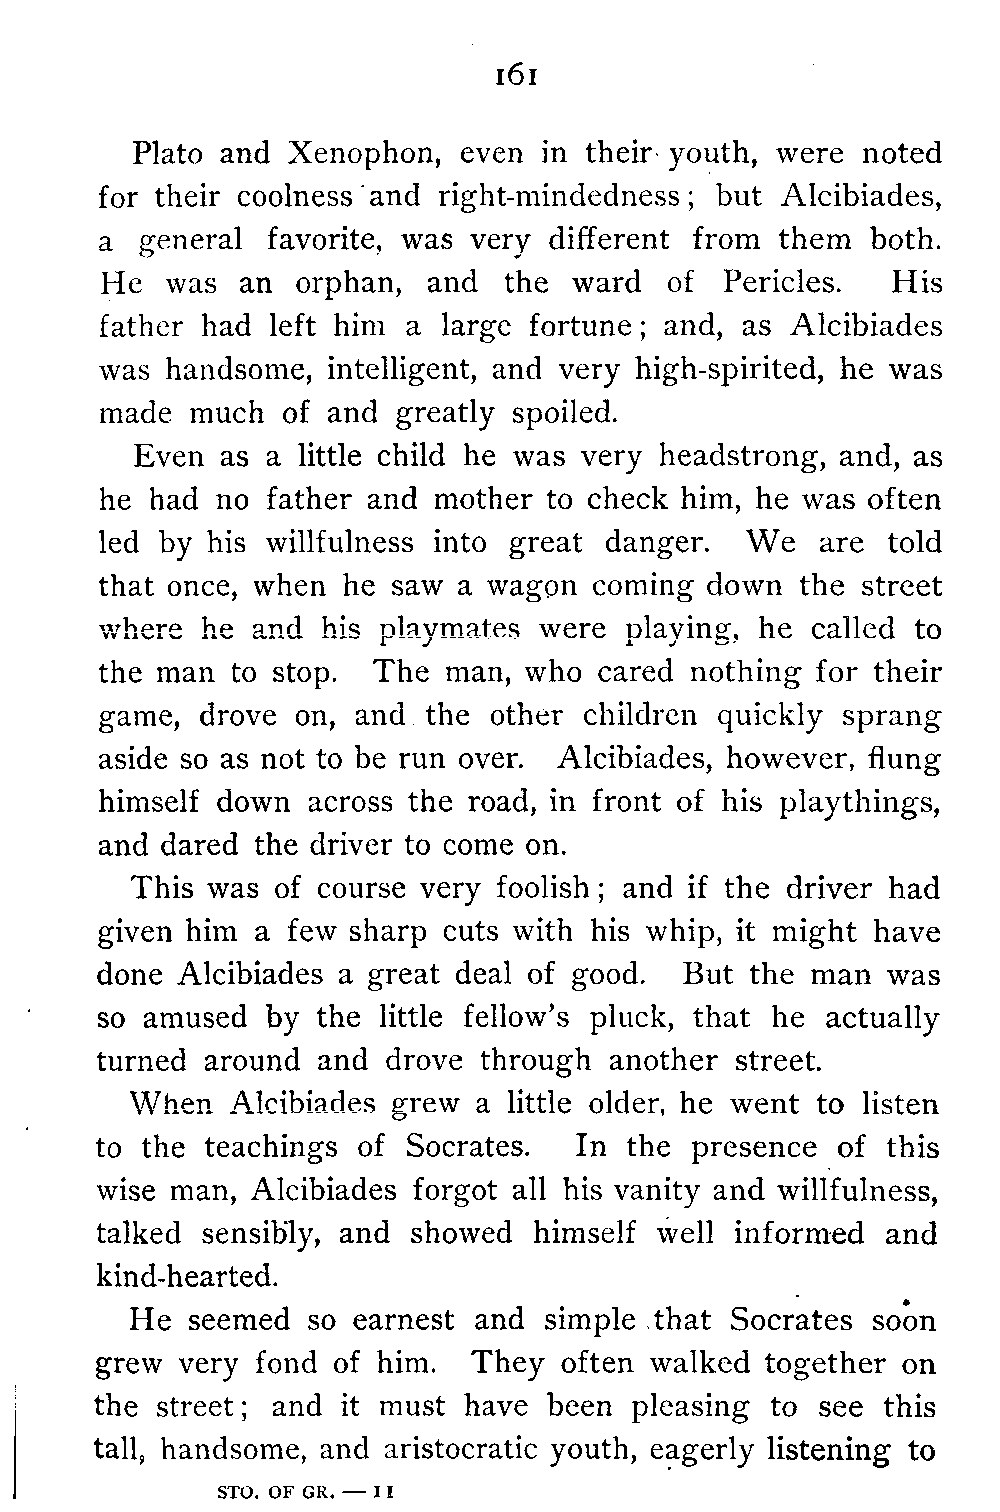 161
Plato and Xenophon, even in their youth, were noted
for their coolness and right-mindedness; but Alcibiades,
a general favorite, was very different from them both.
He was an orphan, and the ward of Pericles. His
father had left him a large fortune; and, as Alcibiades
was handsome, intelligent, and very high-spirited, he was
made much of and greatly spoiled.
Even as a little child he was very headstrong, and, as
he had no father and mother to check him, he was often
led by his willfulness into great danger. We are told
that once, when he saw a wagon coming down the street
where he and his playmates were playing, he called to
the man to stop. The man, who cared nothing for their
game, drove on, and the other children quickly sprang
aside so as not to be run over. Alcibiades, however, flung
himself down across the road, in front of his playthings,
and dared the driver to come on.
This was of course very foolish; and if the driver had
given him a few sharp cuts with his whip, it might have
done Alcibiades a great deal of good. But the man was
so amused by the little fellow's pluck, that he actually
turned around and drove through another street.
When Alcibiades grew a little older, he went to listen
to the teachings of Socrates. In the presence of this
wise man, Alcibiades forgot all his vanity and willfulness,
talked sensibly, and showed himself well informed and
kind-hearted.
He seemed so earnest and simple that Socrates soon
grew very fond of him. They often walked together on
the street; and it must have been pleasing to see this
tall, handsome, and aristocratic youth, eagerly listening to
STO. OF GR. — 11